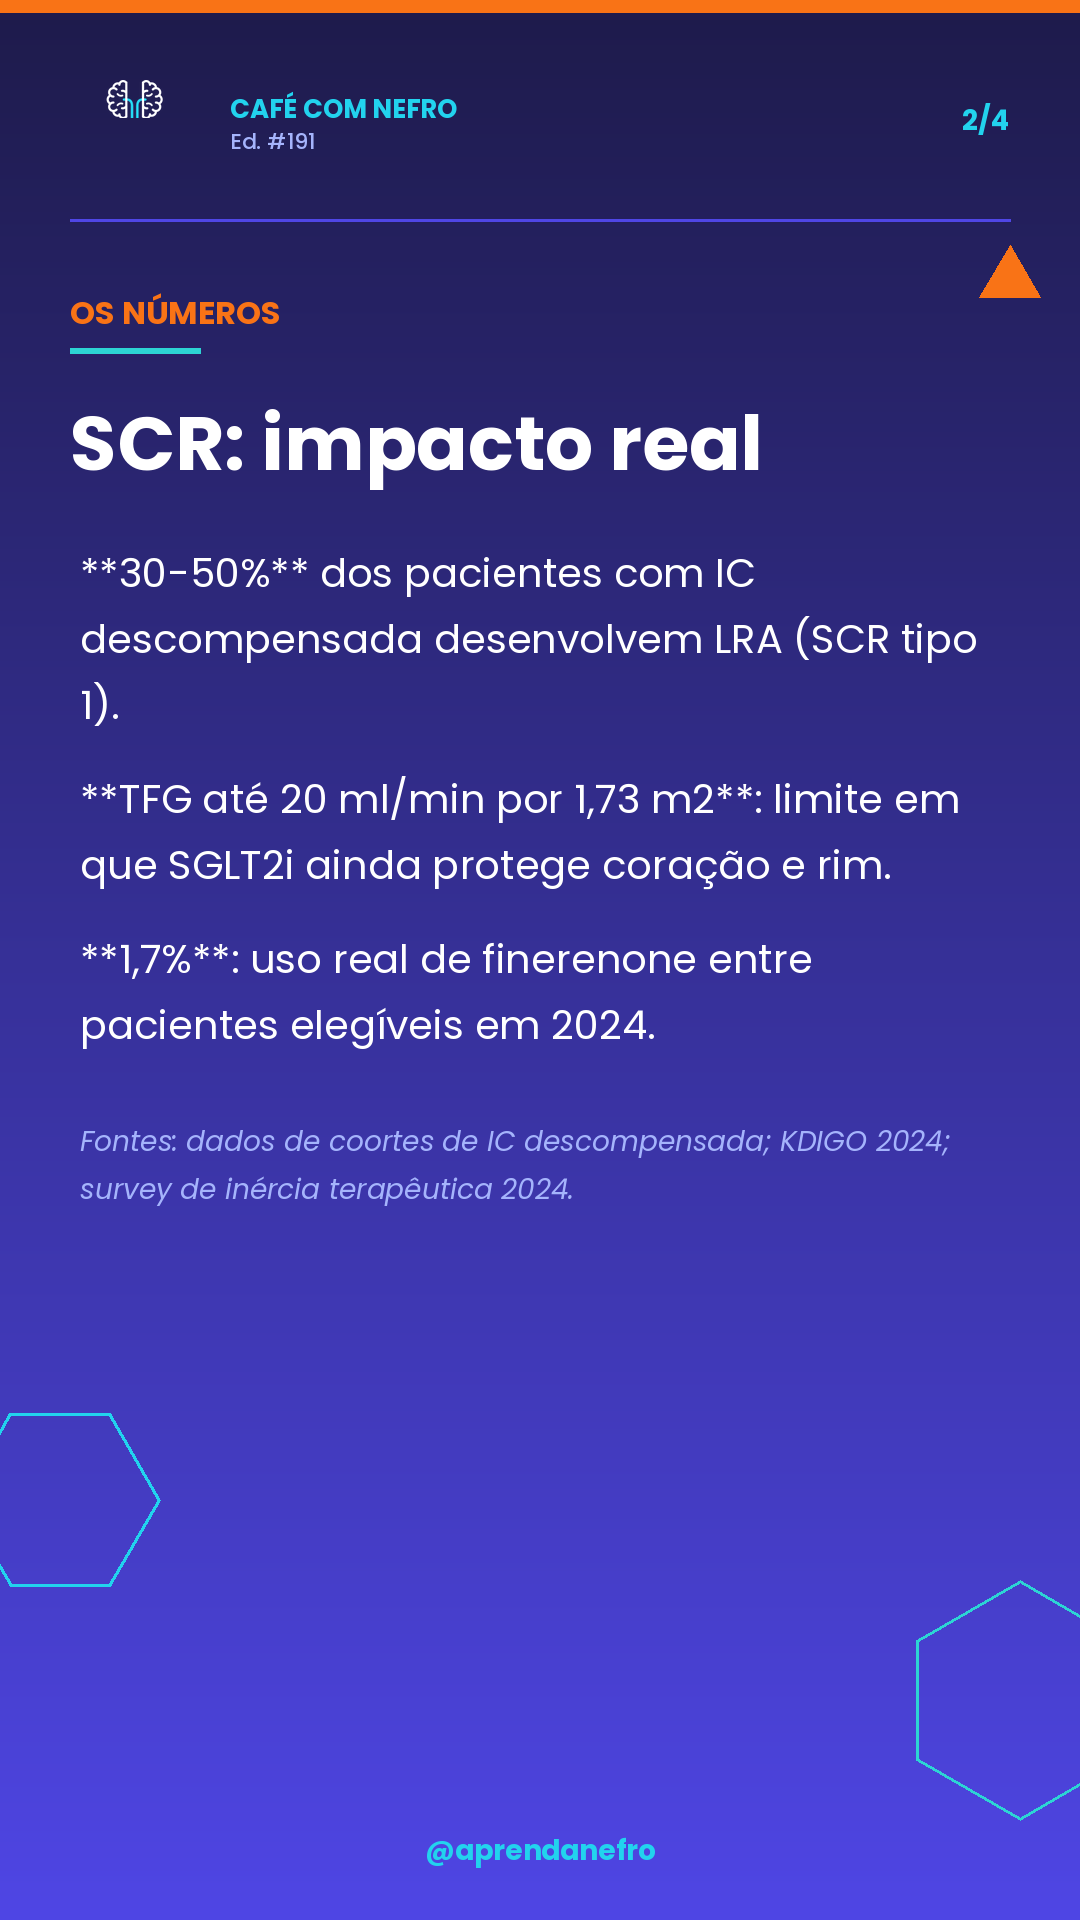 CAFÉ COM NEFRO
Ed. #191
2/4
OS NÚMEROS
SCR: impacto real
**30-50%** dos pacientes com IC
descompensada desenvolvem LRA (SCR tipo
1).
**TFG até 20 ml/min por 1,73 m2**: limite em
que SGLT2i ainda protege coração e rim.
**1,7%**: uso real de finerenone entre
pacientes elegíveis em 2024.
Fontes: dados de coortes de IC descompensada; KDIGO 2024;
survey de inércia terapêutica 2024.
@aprendanefro